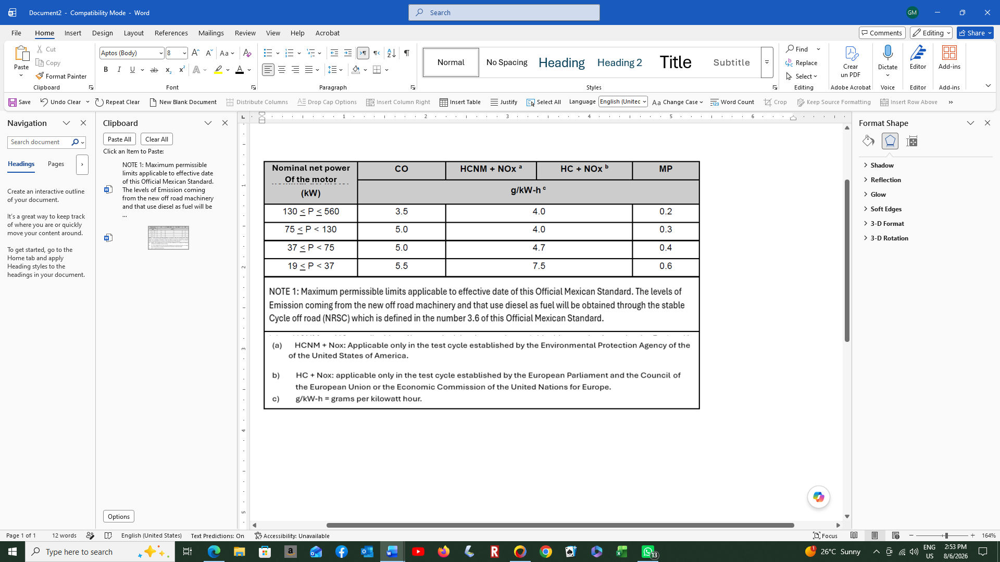 Document2 - Compatibility Mode - Word
Search
GM
File Home Insert Design Layout References Mailings Review View Help Acrobat
Comments Editing Share
Paste
Cut
Copy
Format Painter
Clipboard
Aptos (Body) 8
Font
Paragraph
Normal No Spacing Heading Heading 2 Title Subtitle
Styles
Find
Replace
Select
Editing
Crear un PDF
Adobe Acrobat
Dictate
Voice
Editor
Editor
Add-ins
Add-ins
Save Undo Clear Repeat Clear New Blank Document Distribute Columns Drop Cap Options Insert Column Right Insert Table Justify Select All Language English (Unitec Change Case Word Count Crop Keep Source Formatting Insert Row Above
Navigation
Search document
Headings Pages
Create an interactive outline
of your document.
It's a great way to keep track
of where you are or quickly
move your content around.
To get started, go to the
Home tab and apply
Heading styles to the
headings in your document.
Clipboard
Paste All Clear All
Click an Item to Paste:
NOTE 1: Maximum permissible
limits applicable to effective date
of this Official Mexican Standard.
The levels of Emission coming
from the new off road machinery
and that use diesel as fuel will be
...
Options
1 2 3 4 5 6
1
2
3
4
5
Nominal net power
Of the motor
(kW)
CO HCNM + NOx a HC + NOx b MP
g/kW-h c
130 ≤ P ≤ 560 3.5 4.0 0.2
75 ≤ P < 130 5.0 4.0 0.3
37 ≤ P < 75 5.0 4.7 0.4
19 ≤ P < 37 5.5 7.5 0.6
NOTE 1: Maximum permissible limits applicable to effective date of this Official Mexican Standard. The levels of
Emission coming from the new off road machinery and that use diesel as fuel will be obtained through the stable
Cycle off road (NRSC) which is defined in the number 3.6 of this Official Mexican Standard.
(a) HCNM + Nox: Applicable only in the test cycle established by the Environmental Protection Agency of the
of the United States of America.
b) HC + Nox: applicable only in the test cycle established by the European Parliament and the Council of
the European Union or the Economic Commission of the United Nations for Europe.
c) g/kW-h = grams per kilowatt hour.
Format Shape
Shadow
Reflection
Glow
Soft Edges
3-D Format
3-D Rotation
Page 1 of 1 12 words English (United States) Text Predictions: On Accessibility: Unavailable Focus 164%
Type here to search
13
1 26°C Sunny
ENG
US
2:53 PM
8/6/2026